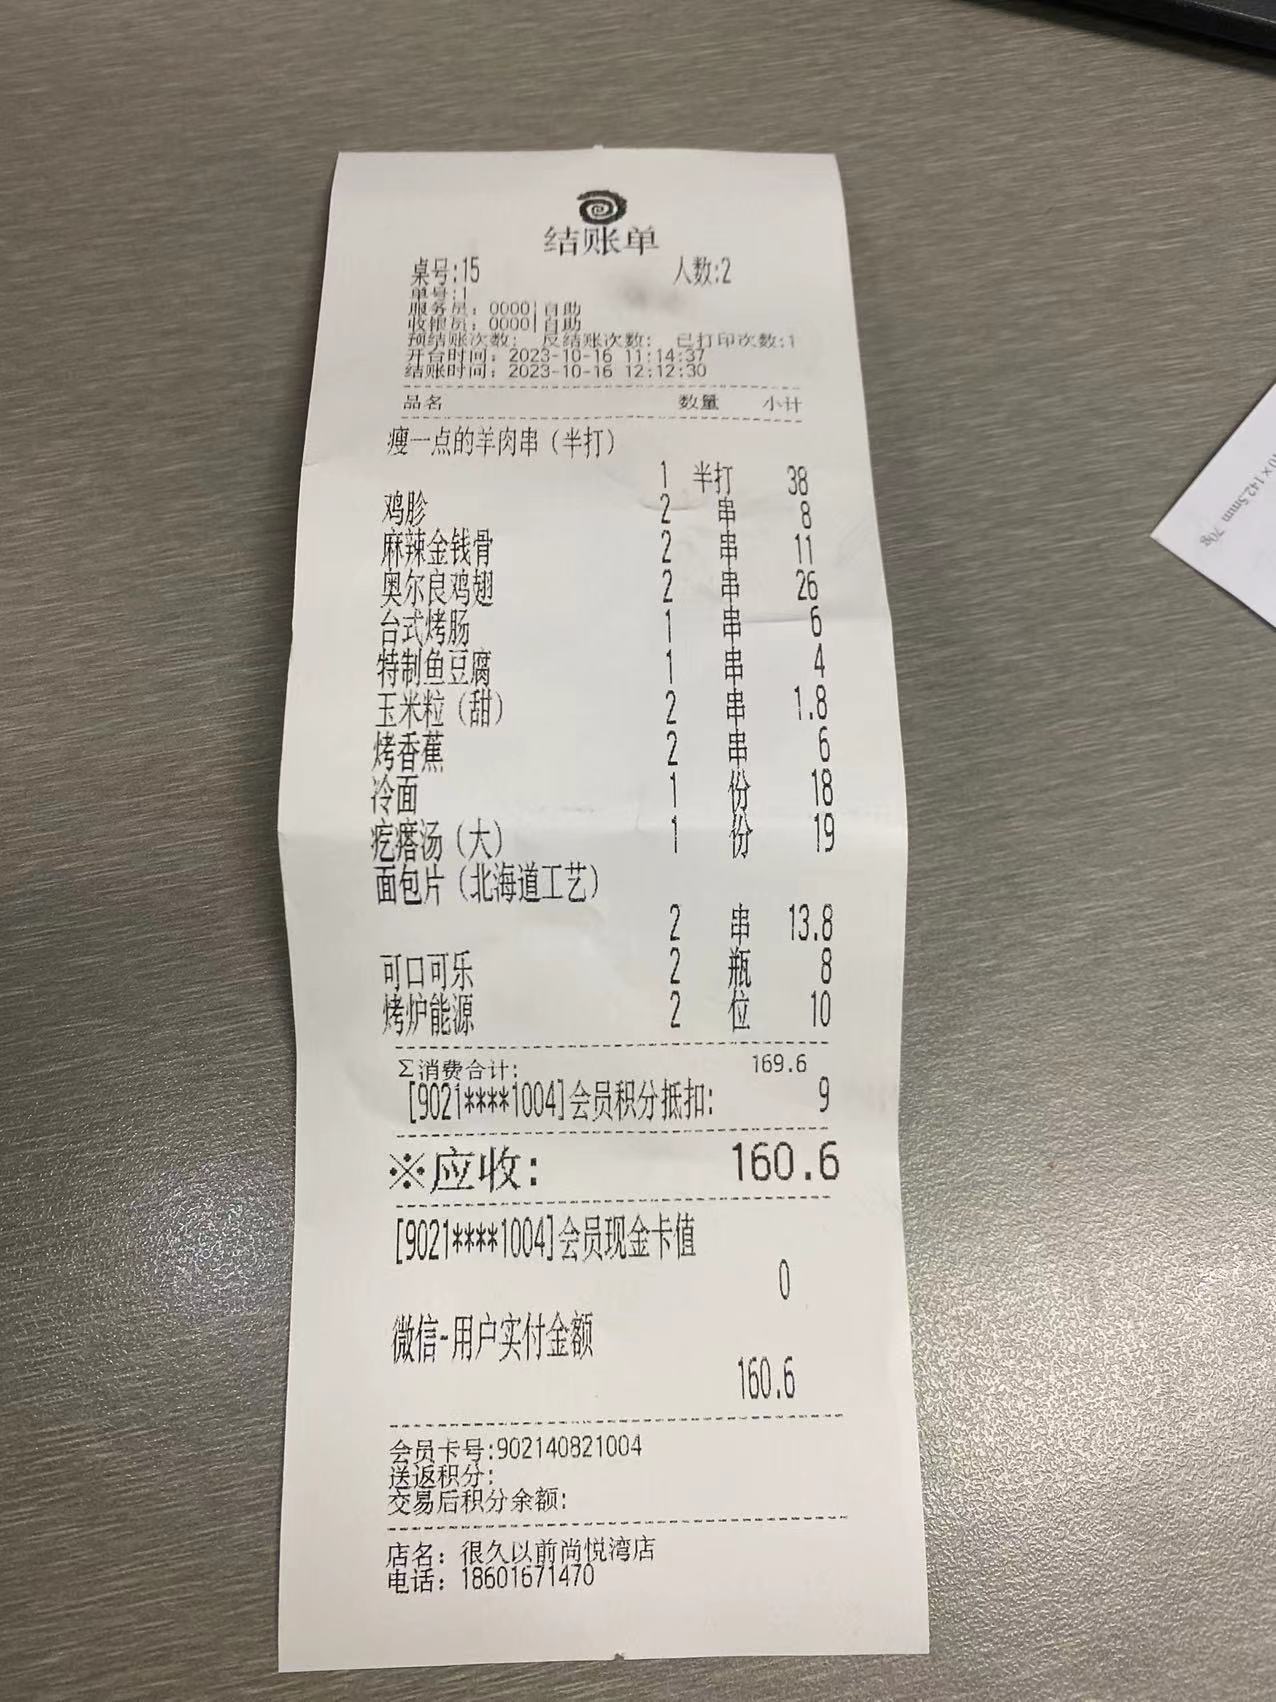 结账单
桌号:15 人数:2
单号:1
服务员: 0000|自助
收银员: 0000|自助
预结账次数: 反结账次数: 已打印次数:1
开台时间: 2023-10-16 11:14:37
结账时间: 2023-10-16 12:12:30
品名 数量 小计
瘦一点的羊肉串(半打)
1 半打 38
鸡胗 2 串 8
麻辣金钱骨 2 串 11
奥尔良鸡翅 2 串 26
台式烤肠 1 串 6
特制鱼豆腐 1 串 4
玉米粒(甜) 2 串 1.8
烤香蕉 2 串 6
冷面 1 份 18
疙瘩汤(大) 1 份 19
面包片(北海道工艺)
2 串 13.8
可口可乐 2 瓶 8
烤炉能源 2 位 10
Σ消费合计: 169.6
[9021****1004]会员积分抵扣: 9
※应收: 160.6
[9021****1004]会员现金卡值
0
微信-用户实付金额
160.6
会员卡号:902140821004
送返积分:
交易后积分余额:
店名: 很久以前尚悦湾店
电话: 18601671470
142.5mm 70g